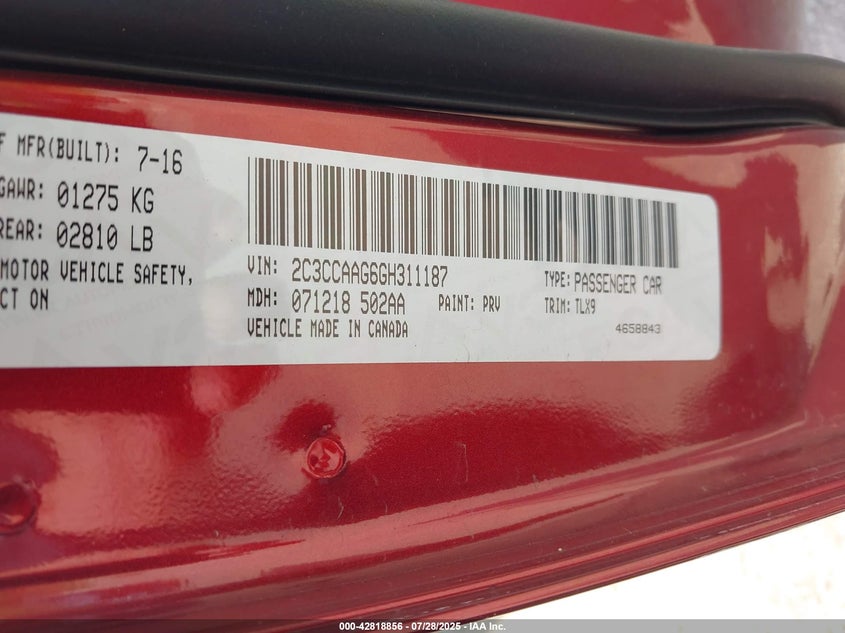 F MFR(BUILT): 7-16
GAWR: 01275 KG
REAR: 02810 LB
MOTOR VEHICLE SAFETY,
CT ON
VIN: 2C3CCAAG6GH311187
TYPE: PASSENGER CAR
MDH: 071218 502AA
PAINT: PRV
TRIM: TLX9
VEHICLE MADE IN CANADA
4658843
000-42818856 - 07/28/2025 - IAA Inc.